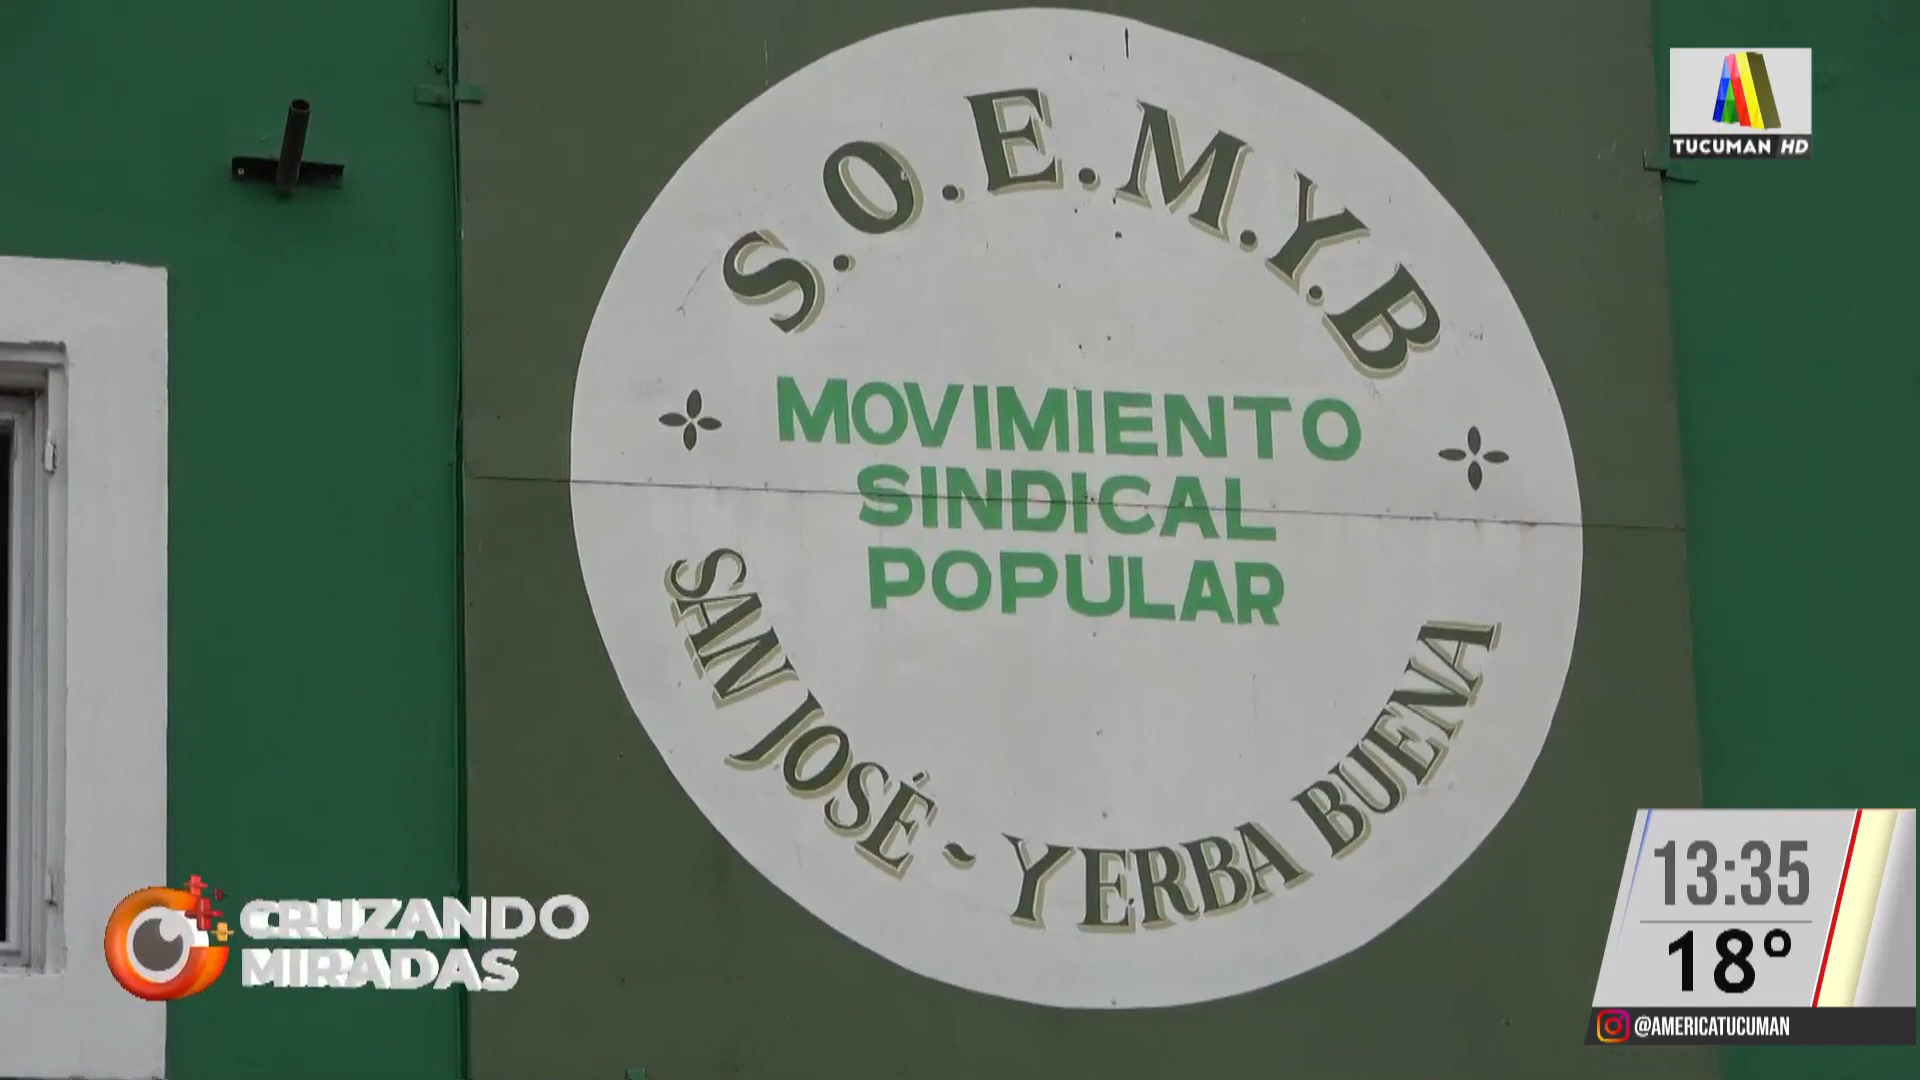 TUCUMAN HD
S.O.E.M.Y.B
MOVIMIENTO
SINDICAL
POPULAR
SAN JOSÉ - YERBA BUENA
CRUZANDO
MIRADAS
13:35
18°
@AMERICATUCUMAN